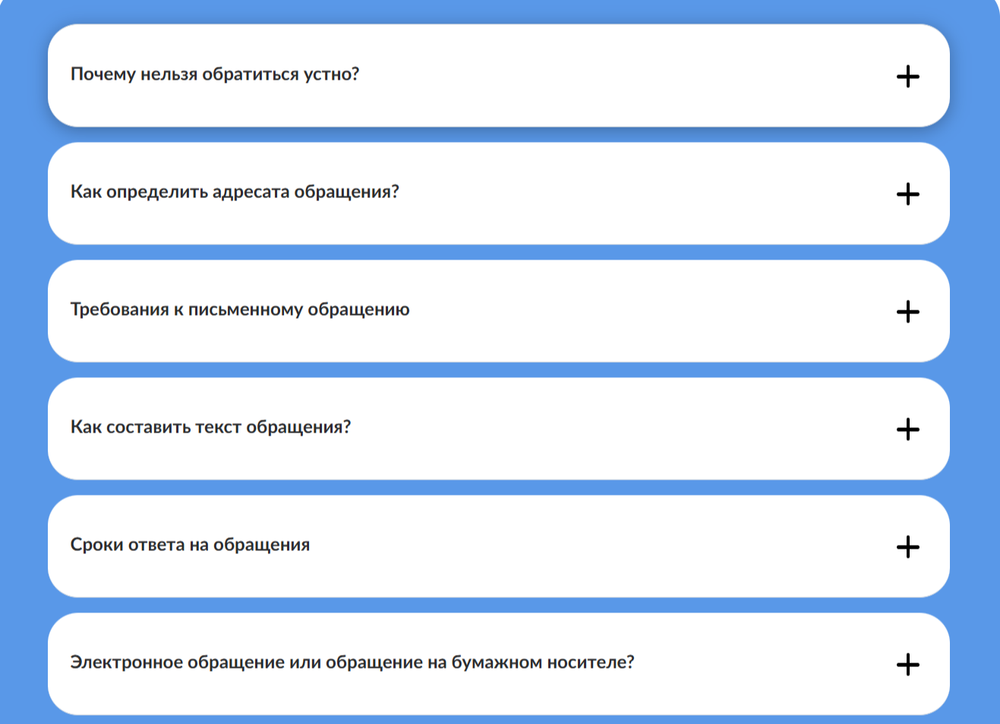 Почему нельзя обратиться устно?
Как определить адресата обращения?
Требования к письменному обращению
Как составить текст обращения?
Сроки ответа на обращения
Электронное обращение или обращение на бумажном носителе?